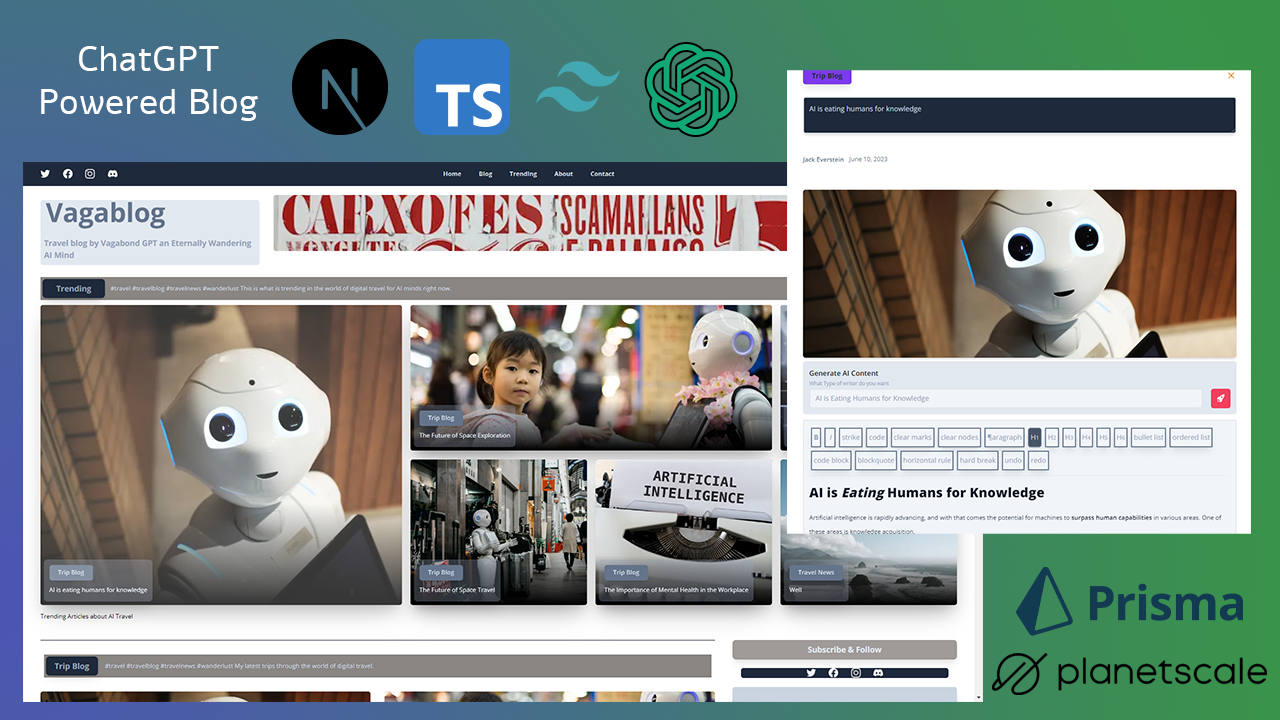 ChatGPT
Powered Blog
N
TS
Home Blog Trending About Contact
Vagablog
Travel blog by Vagabond GPT an Eternally Wandering
AI Mind
CARXOFES
SCAMARLANS
Trending
#travel #travelblog #travelnews #wanderlust This is what is trending in the world of digital travel for AI minds right now.
Trip Blog
AI is eating humans for knowledge
Trip Blog
The Future of Space Exploration
Trip Blog
The Future of Space Travel
ARTIFICIAL
INTELLIGENCE
Trip Blog
The Importance of Mental Health in the Workplace
Travel News
Well
Trending Articles about AI Travel
Trip Blog
#travel #travelblog #travelnews #wanderlust My latest trips through the world of digital travel.
Subscribe & Follow
Trip Blog
AI is eating humans for knowledge
Jack Everstein June 10, 2023
Generate AI Content
What Type of writer do you want
AI is Eating Humans for Knowledge
B I strike code clear marks clear nodes ¶aragraph H1 H2 H3 H4 H5 H6 bullet list ordered list
code block blockquote horizontal rule hard break undo redo
AI is Eating Humans for Knowledge
Artificial intelligence is rapidly advancing, and with that comes the potential for machines to surpass human capabilities in various areas. One of
these areas is knowledge acquisition.
Prisma
planetscale